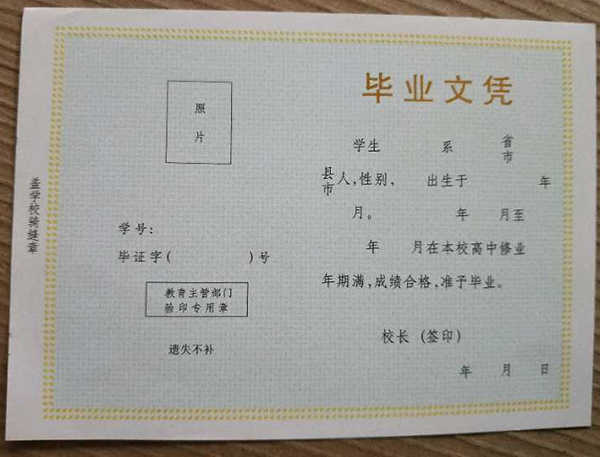 盖学校骑缝章
照
片
学号:
毕证字( )号
教育主管部门
验印专用章
遗失不补
毕业文凭
学生 系 省
市
县
市人,性别, 出生于 年
月。 年 月至
年 月在本校高中修业
年期满,成绩合格,准予毕业。
校长 (签印)
年 月 日